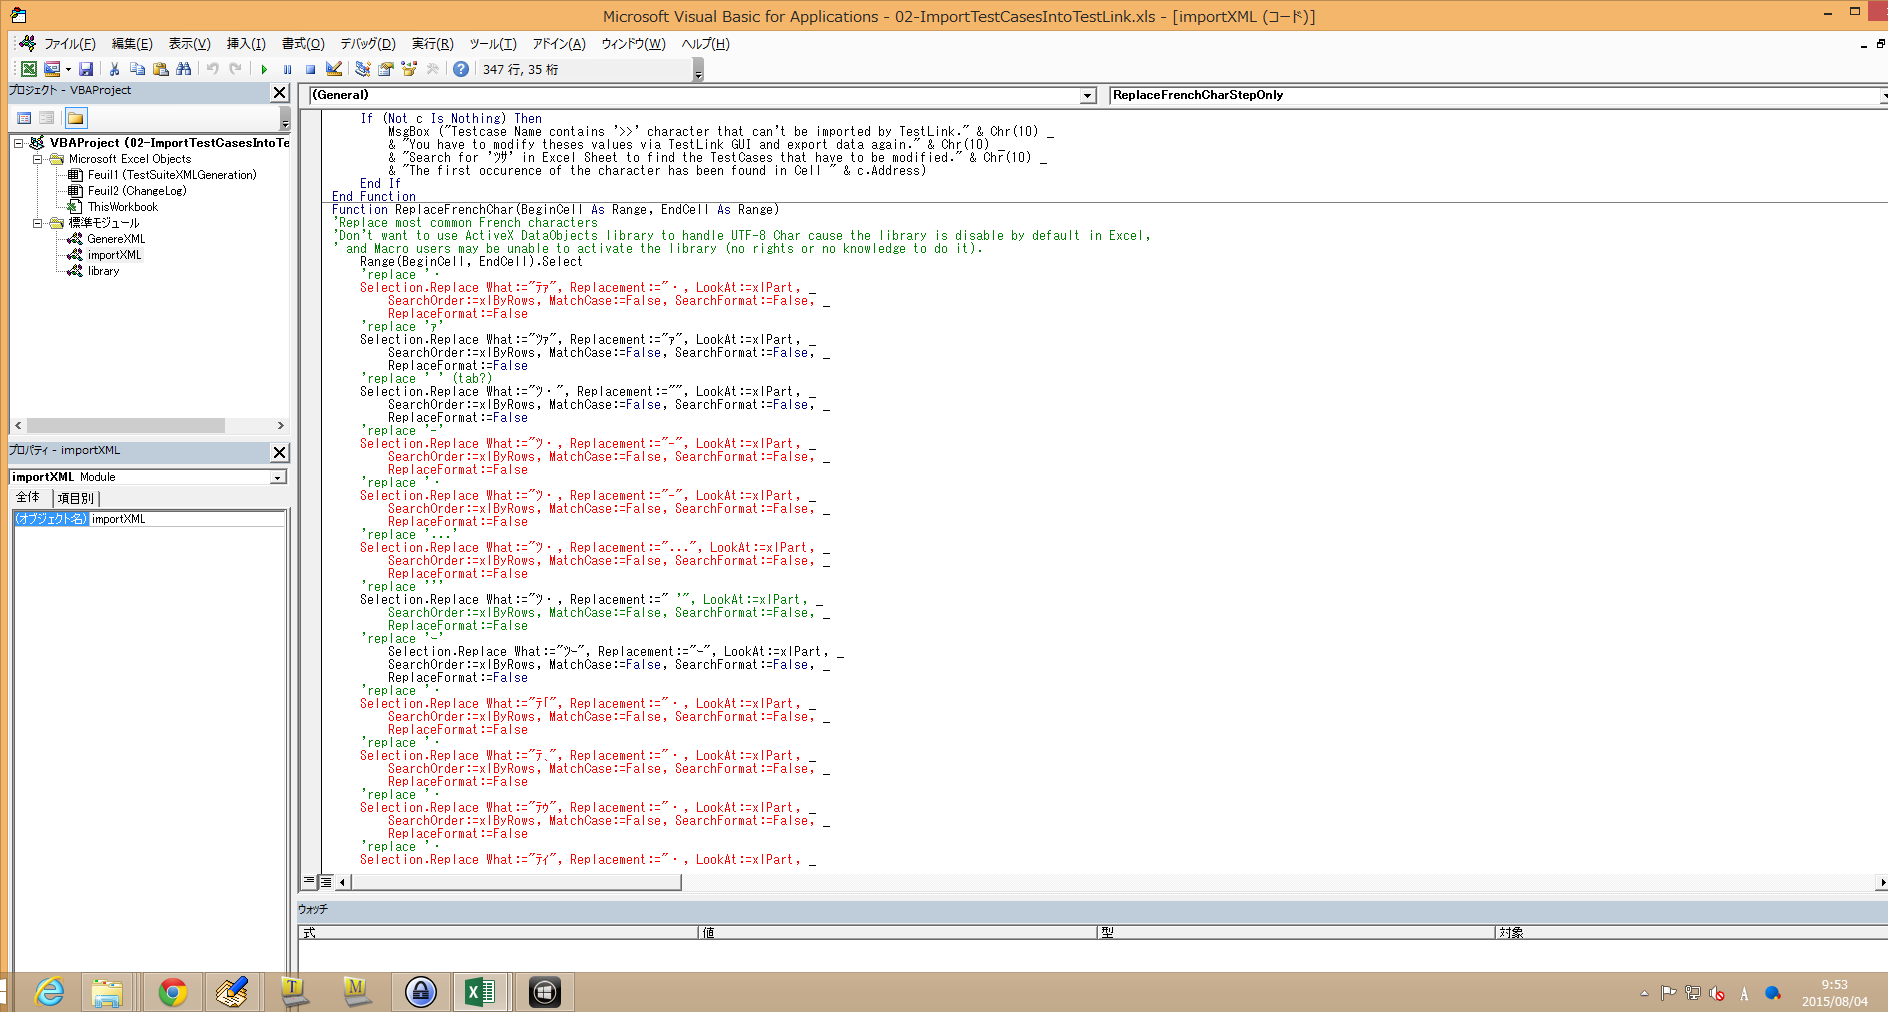 Microsoft Visual Basic for Applications - 02-ImportTestCasesIntoTestLink.xls - [importXML (コード)]
ファイル(F) 編集(E) 表示(V) 挿入(I) 書式(O) デバッグ(D) 実行(R) ツール(T) アドイン(A) ウィンドウ(W) ヘルプ(H)
347 行, 35 桁
プロジェクト - VBAProject
VBAProject (02-ImportTestCasesIntoTe
Microsoft Excel Objects
Feuil1 (TestSuiteXMLGeneration)
Feuil2 (ChangeLog)
ThisWorkbook
標準モジュール
GenereXML
importXML
library
プロパティ - importXML
importXML Module
全体 項目別
(オブジェクト名) importXML
(General) ReplaceFrenchCharStepOnly
If (Not c Is Nothing) Then
MsgBox ("Testcase Name contains '>>' character that can't be imported by TestLink." & Chr(10) _
& "You have to modify theses values via TestLink GUI and export data again." & Chr(10) _
& "Search for 'ﾂｻ' in Excel Sheet to find the TestCases that have to be modified." & Chr(10) _
& "The first occurence of the character has been found in Cell " & c.Address)
End If
End Function
Function ReplaceFrenchChar(BeginCell As Range, EndCell As Range)
'Replace most common French characters
'Don't want to use ActiveX DataObjects library to handle UTF-8 Char cause the library is disable by default in Excel,
' and Macro users may be unable to activate the library (no rights or no knowledge to do it).
Range(BeginCell, EndCell).Select
'replace '・
Selection.Replace What:="ﾃｧ", Replacement:="・, LookAt:=xlPart, _
SearchOrder:=xlByRows, MatchCase:=False, SearchFormat:=False, _
ReplaceFormat:=False
'replace 'ｧ'
Selection.Replace What:="ﾂｧ", Replacement:="ｧ", LookAt:=xlPart, _
SearchOrder:=xlByRows, MatchCase:=False, SearchFormat:=False, _
ReplaceFormat:=False
'replace ' ' (tab?)
Selection.Replace What:="ﾂ・", Replacement:="", LookAt:=xlPart, _
SearchOrder:=xlByRows, MatchCase:=False, SearchFormat:=False, _
ReplaceFormat:=False
'replace '-'
Selection.Replace What:="ﾂ・, Replacement:="-", LookAt:=xlPart, _
SearchOrder:=xlByRows, MatchCase:=False, SearchFormat:=False, _
ReplaceFormat:=False
'replace '・
Selection.Replace What:="ﾂ・, Replacement:="-", LookAt:=xlPart, _
SearchOrder:=xlByRows, MatchCase:=False, SearchFormat:=False, _
ReplaceFormat:=False
'replace '...'
Selection.Replace What:="ﾂ・, Replacement:="...", LookAt:=xlPart, _
SearchOrder:=xlByRows, MatchCase:=False, SearchFormat:=False, _
ReplaceFormat:=False
'replace '''
Selection.Replace What:="ﾂ・, Replacement:=" '", LookAt:=xlPart, _
SearchOrder:=xlByRows, MatchCase:=False, SearchFormat:=False, _
ReplaceFormat:=False
'replace 'ｰ'
Selection.Replace What:="ﾂｰ", Replacement:="ｰ", LookAt:=xlPart, _
SearchOrder:=xlByRows, MatchCase:=False, SearchFormat:=False, _
ReplaceFormat:=False
'replace '・
Selection.Replace What:="ﾃ｢", Replacement:="・, LookAt:=xlPart, _
SearchOrder:=xlByRows, MatchCase:=False, SearchFormat:=False, _
ReplaceFormat:=False
'replace '・
Selection.Replace What:="ﾃ､", Replacement:="・, LookAt:=xlPart, _
SearchOrder:=xlByRows, MatchCase:=False, SearchFormat:=False, _
ReplaceFormat:=False
'replace '・
Selection.Replace What:="ﾃｩ", Replacement:="・, LookAt:=xlPart, _
SearchOrder:=xlByRows, MatchCase:=False, SearchFormat:=False, _
ReplaceFormat:=False
'replace '・
Selection.Replace What:="ﾃｨ", Replacement:="・, LookAt:=xlPart, _
ウォッチ
式 値 型 対象
9:53
2015/08/04